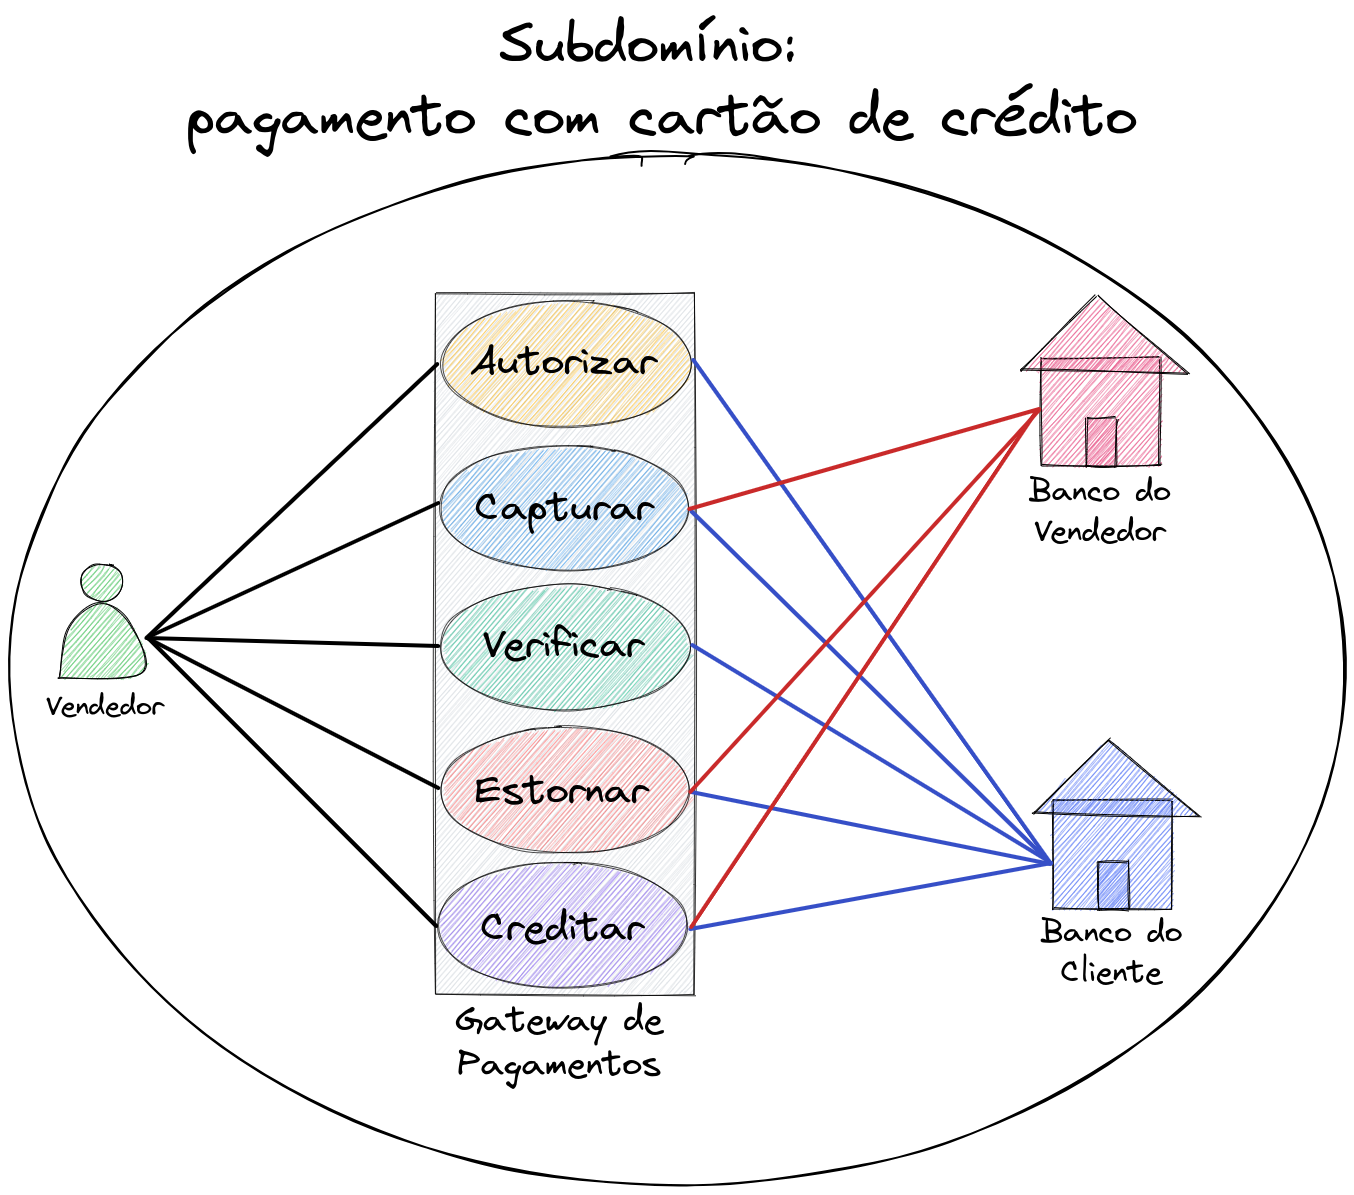 Subdomínio:
pagamento com cartão de crédito
Autorizar
Capturar
Verificar
Estornar
Creditar
Gateway de
Pagamentos
Vendedor
Banco do
Vendedor
Banco do
Cliente